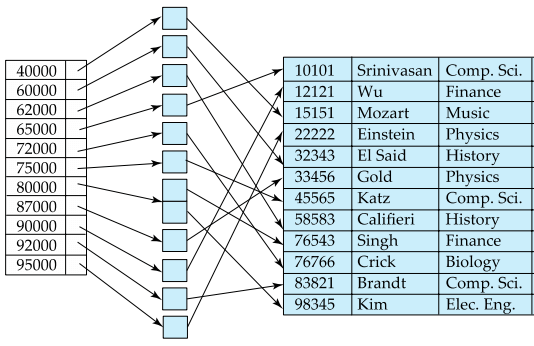 40000
60000
62000
65000
72000
75000
80000
87000
90000
92000
95000
10101 Srinivasan Comp. Sci.
12121 Wu Finance
15151 Mozart Music
22222 Einstein Physics
32343 El Said History
33456 Gold Physics
45565 Katz Comp. Sci.
58583 Califieri History
76543 Singh Finance
76766 Crick Biology
83821 Brandt Comp. Sci.
98345 Kim Elec. Eng.